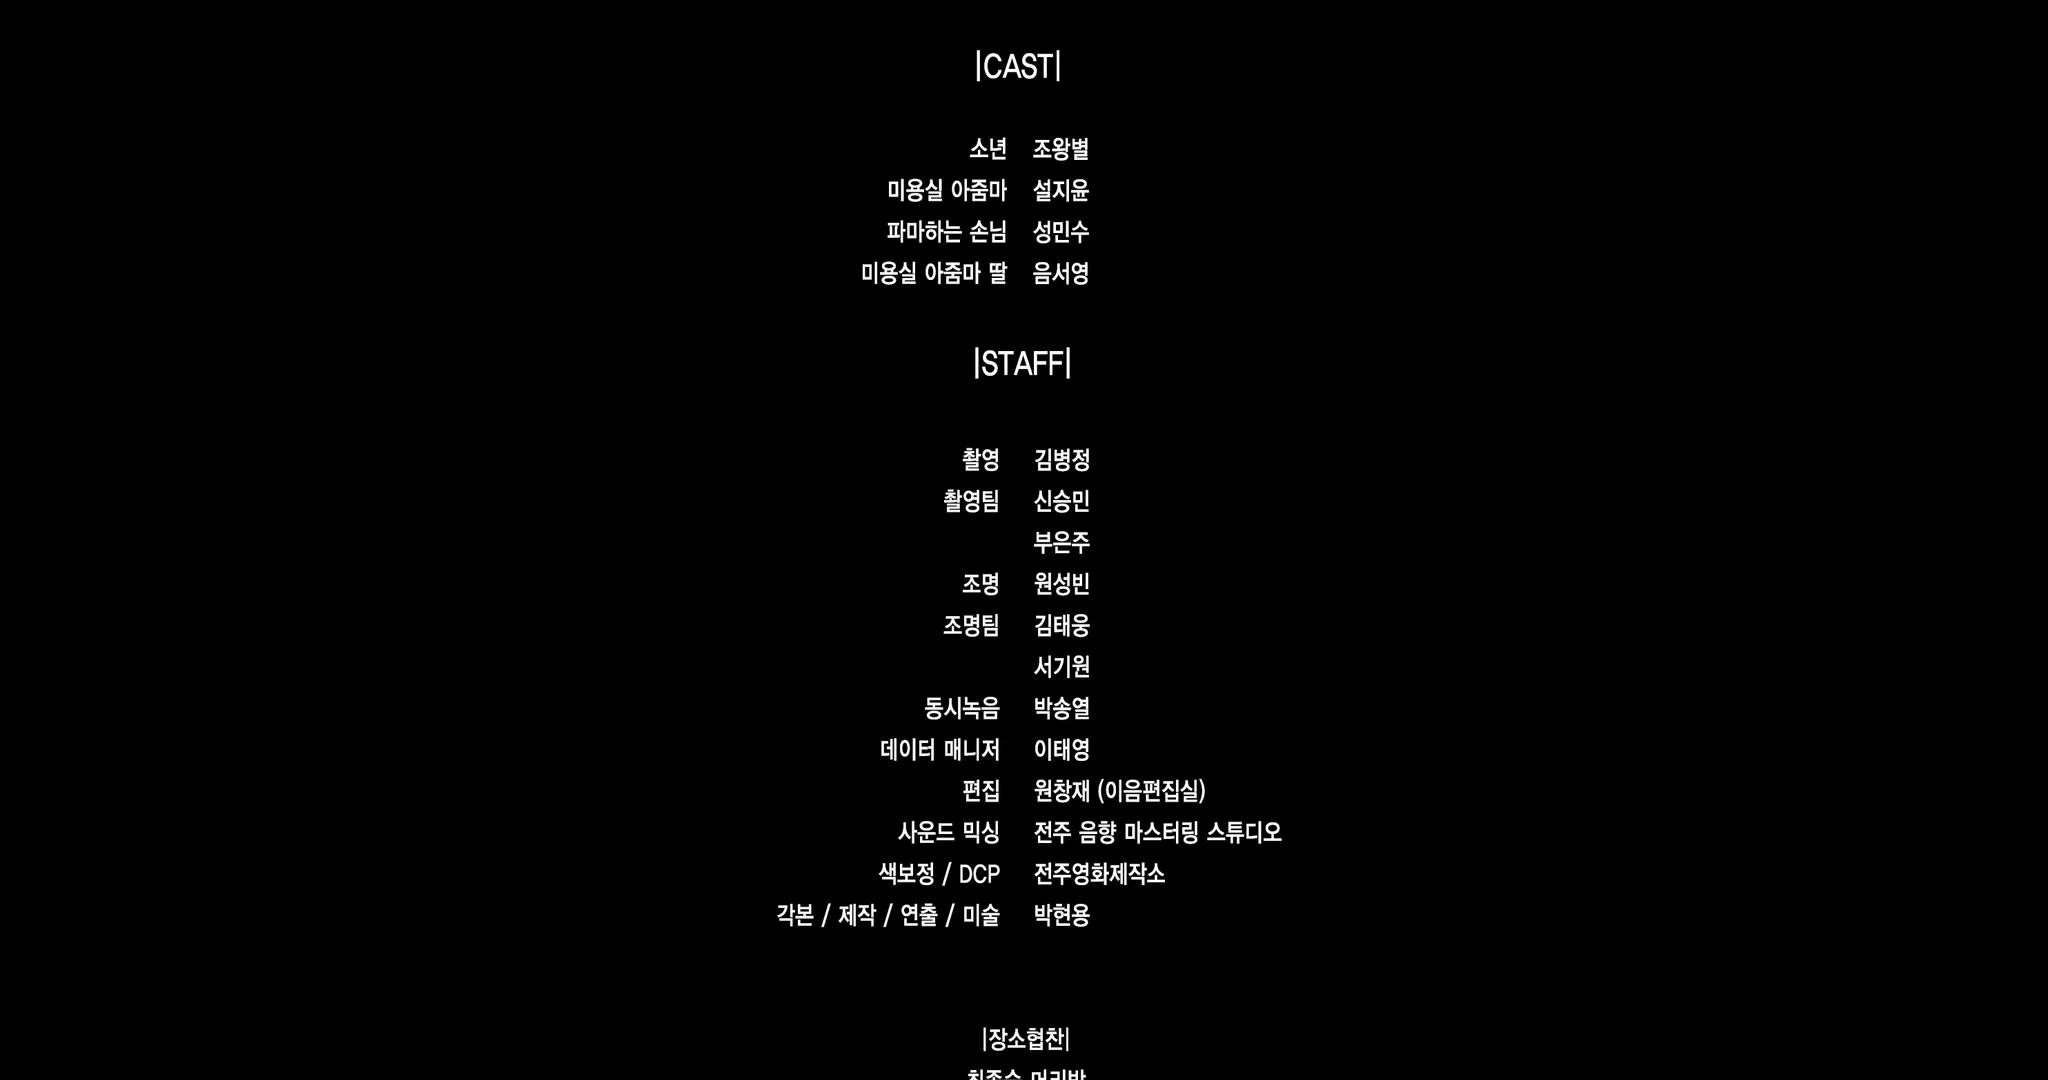 |CAST|
소년 조왕별
미용실 아줌마 설지윤
파마하는 손님 성민수
미용실 아줌마 딸 음서영
|STAFF|
촬영 김병정
촬영팀 신승민
부은주
조명 원성빈
조명팀 김태웅
서기원
동시녹음 박송열
데이터 매니저 이태영
편집 원창재 (이음편집실)
사운드 믹싱 전주 음향 마스터링 스튜디오
색보정 / DCP 전주영화제작소
각본 / 제작 / 연출 / 미술 박현용
|장소협찬|